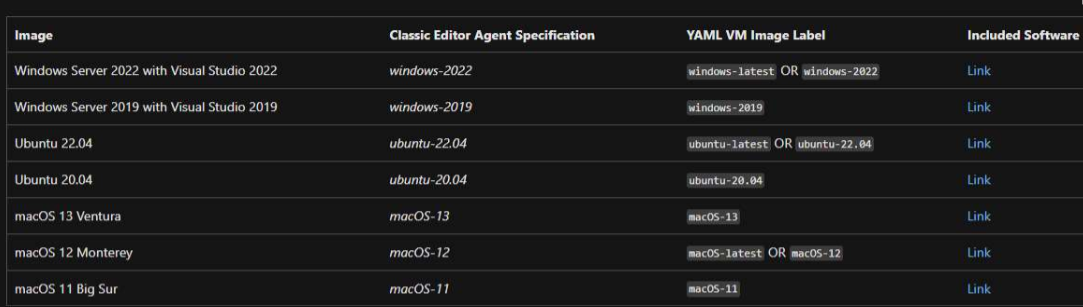 Image Classic Editor Agent Specification YAML VM Image Label Included Software
Windows Server 2022 with Visual Studio 2022 windows-2022 windows-latest OR windows-2022 Link
Windows Server 2019 with Visual Studio 2019 windows-2019 windows-2019 Link
Ubuntu 22.04 ubuntu-22.04 ubuntu-latest OR ubuntu-22.04 Link
Ubuntu 20.04 ubuntu-20.04 ubuntu-20.04 Link
macOS 13 Ventura macOS-13 macOS-13 Link
macOS 12 Monterey macOS-12 macOS-latest OR macOS-12 Link
macOS 11 Big Sur macOS-11 macOS-11 Link